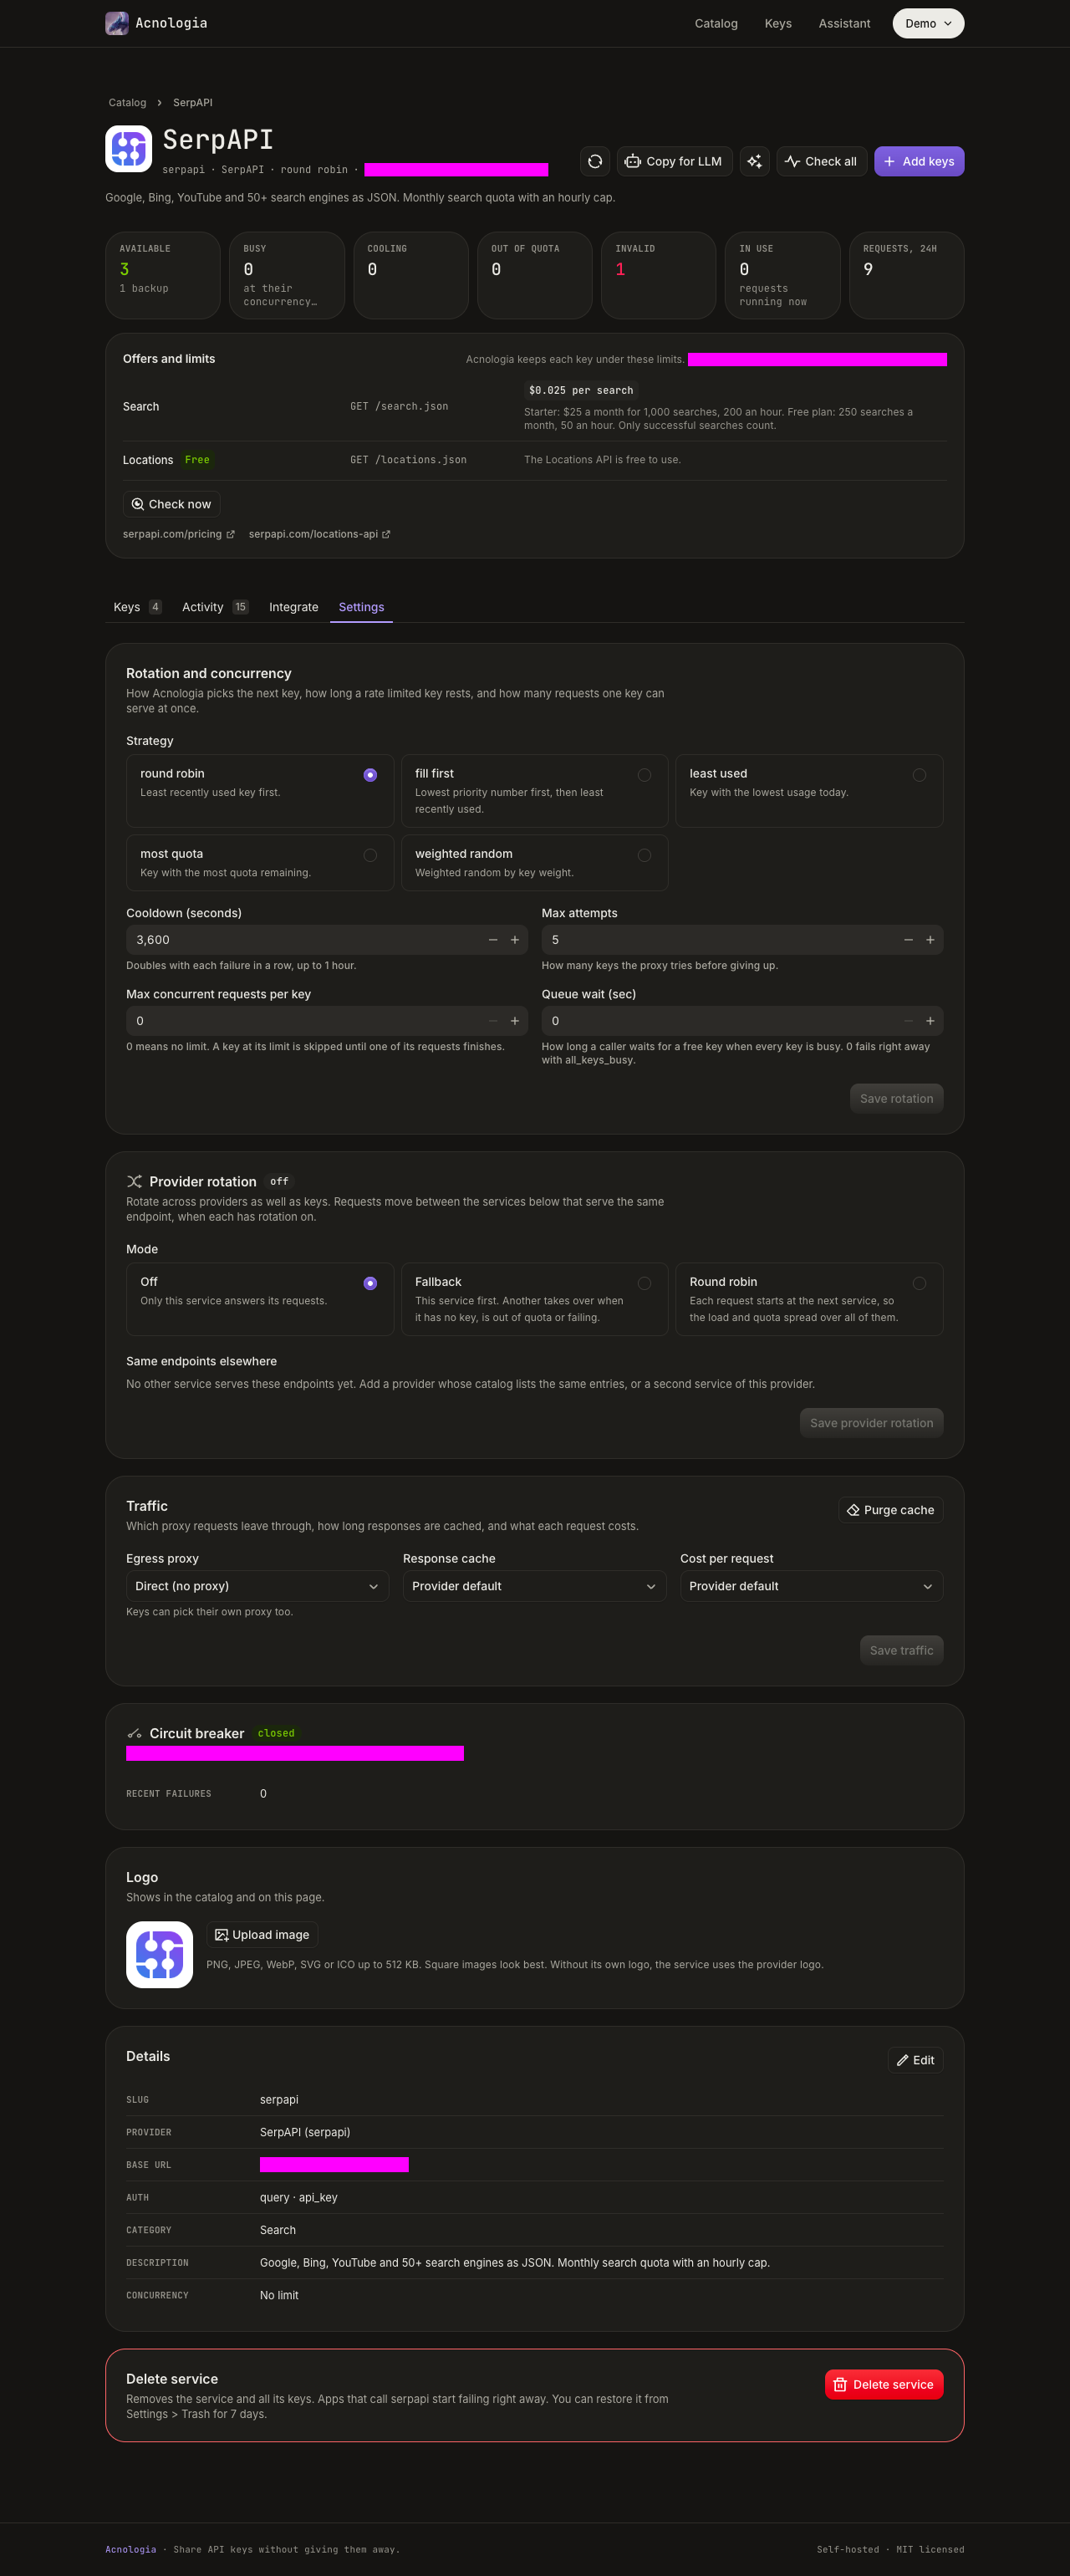 Acnologia
Catalog Keys Assistant Demo
Catalog › SerpAPI
SerpAPI
serpapi · SerpAPI · round robin ·
Copy for LLM Check all Add keys
Google, Bing, YouTube and 50+ search engines as JSON. Monthly search quota with an hourly cap.
AVAILABLE
3
1 backup
BUSY
0
at their
concurrency…
COOLING
0
OUT OF QUOTA
0
INVALID
1
IN USE
0
requests
running now
REQUESTS, 24H
9
Offers and limits
Acnologia keeps each key under these limits.
Search GET /search.json
$0.025 per search
Starter: $25 a month for 1,000 searches, 200 an hour. Free plan: 250 searches a
month, 50 an hour. Only successful searches count.
Locations Free GET /locations.json The Locations API is free to use.
Check now
serpapi.com/pricing serpapi.com/locations-api
Keys 4 Activity 15 Integrate Settings
Rotation and concurrency
How Acnologia picks the next key, how long a rate limited key rests, and how many requests one key can
serve at once.
Strategy
round robin
Least recently used key first.
fill first
Lowest priority number first, then least
recently used.
least used
Key with the lowest usage today.
most quota
Key with the most quota remaining.
weighted random
Weighted random by key weight.
Cooldown (seconds)
3,600
Doubles with each failure in a row, up to 1 hour.
Max attempts
5
How many keys the proxy tries before giving up.
Max concurrent requests per key
0
0 means no limit. A key at its limit is skipped until one of its requests finishes.
Queue wait (sec)
0
How long a caller waits for a free key when every key is busy. 0 fails right away
with all_keys_busy.
Save rotation
Provider rotation off
Rotate across providers as well as keys. Requests move between the services below that serve the same
endpoint, when each has rotation on.
Mode
Off
Only this service answers its requests.
Fallback
This service first. Another takes over when
it has no key, is out of quota or failing.
Round robin
Each request starts at the next service, so
the load and quota spread over all of them.
Same endpoints elsewhere
No other service serves these endpoints yet. Add a provider whose catalog lists the same entries, or a second service of this provider.
Save provider rotation
Traffic
Which proxy requests leave through, how long responses are cached, and what each request costs.
Purge cache
Egress proxy
Direct (no proxy)
Keys can pick their own proxy too.
Response cache
Provider default
Cost per request
Provider default
Save traffic
Circuit breaker closed
RECENT FAILURES 0
Logo
Shows in the catalog and on this page.
Upload image
PNG, JPEG, WebP, SVG or ICO up to 512 KB. Square images look best. Without its own logo, the service uses the provider logo.
Details
Edit
SLUG serpapi
PROVIDER SerpAPI (serpapi)
BASE URL
AUTH query · api_key
CATEGORY Search
DESCRIPTION Google, Bing, YouTube and 50+ search engines as JSON. Monthly search quota with an hourly cap.
CONCURRENCY No limit
Delete service
Removes the service and all its keys. Apps that call serpapi start failing right away. You can restore it from
Settings > Trash for 7 days.
Delete service
Acnologia · Share API keys without giving them away.
Self-hosted · MIT licensed